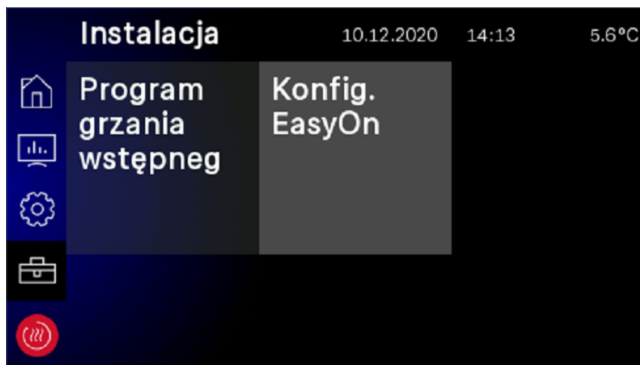 Instalacja 10.12.2020 14:13 5.6°C
Program
grzania
wstępneg
Konfig.
EasyOn